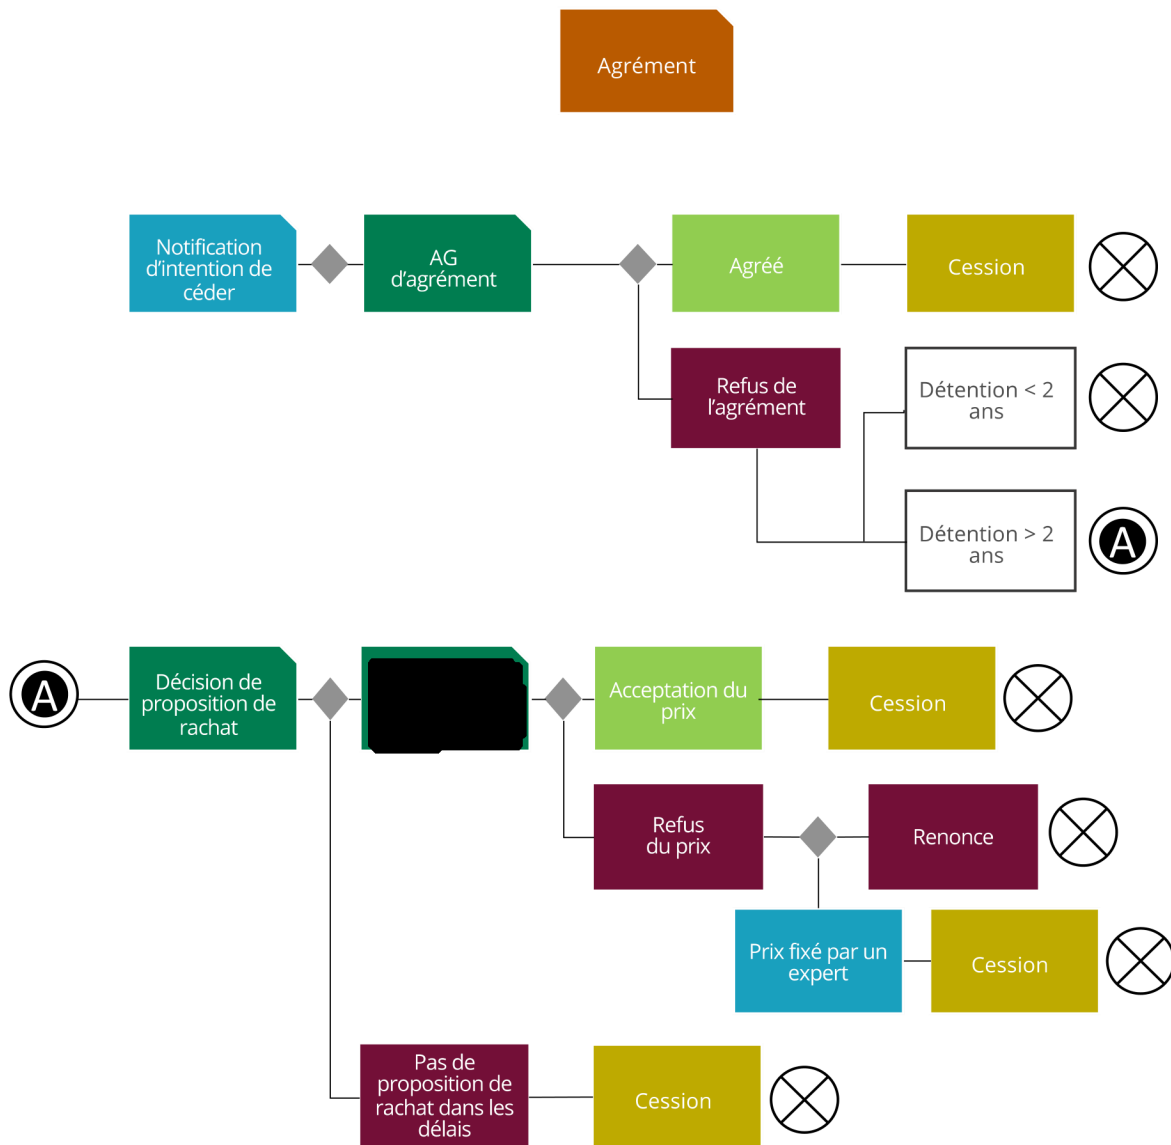 Agrément
Notification
d'intention de
céder
AG
d'agrément
Agréé
Cession
Refus de
l'agrément
Détention < 2
ans
Détention > 2
ans
A
A
Décision de
proposition de
rachat
Acceptation du
prix
Cession
Refus
du prix
Renonce
Prix fixé par un
expert
Cession
Pas de
proposition de
rachat dans les
délais
Cession